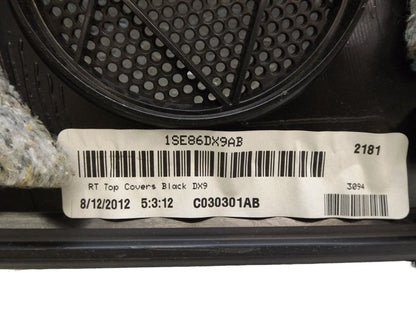 1SE86DX9AB
2181
RT Top Covers Black DX9
3094
8/12/2012 5:3:12 C030301AB